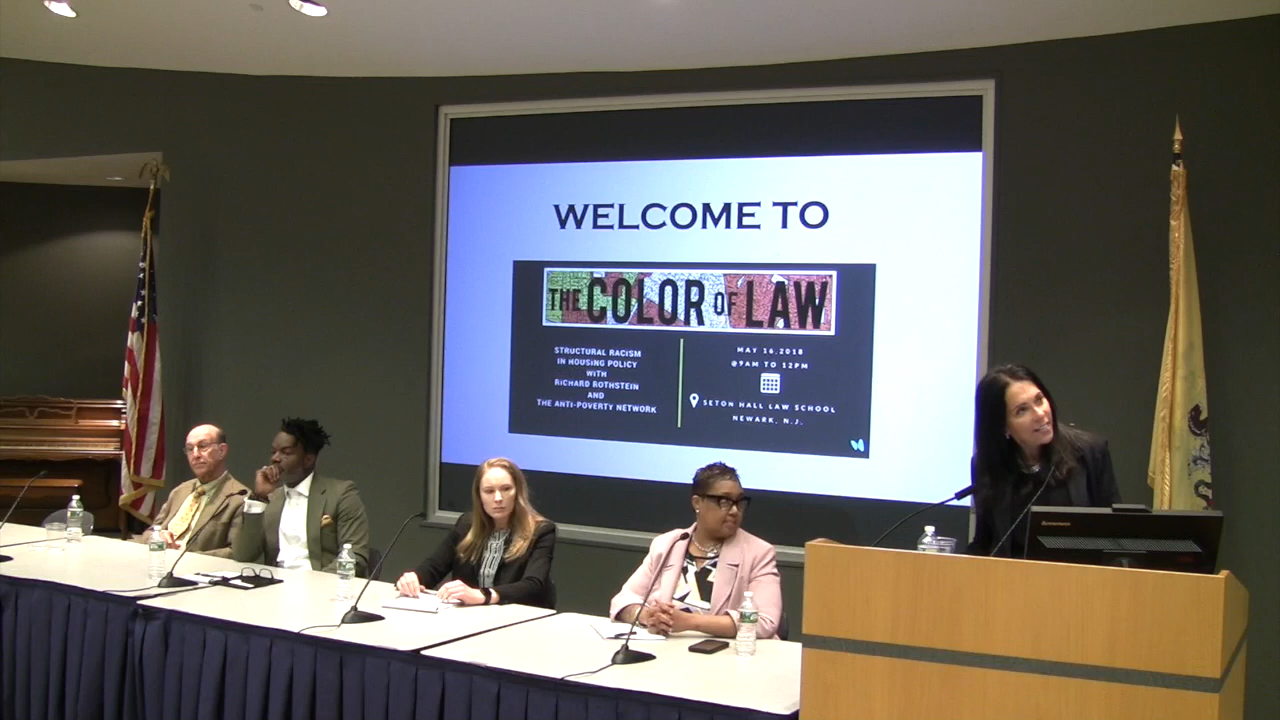 WELCOME TO
THE COLOR OF LAW
STRUCTURAL RACISM
IN HOUSING POLICY
WITH
RICHARD ROTHSTEIN
AND
THE ANTI-POVERTY NETWORK
MAY 16,2018
@9AM TO 12PM
SETON HALL LAW SCHOOL
NEWARK, N.J.
lenovo